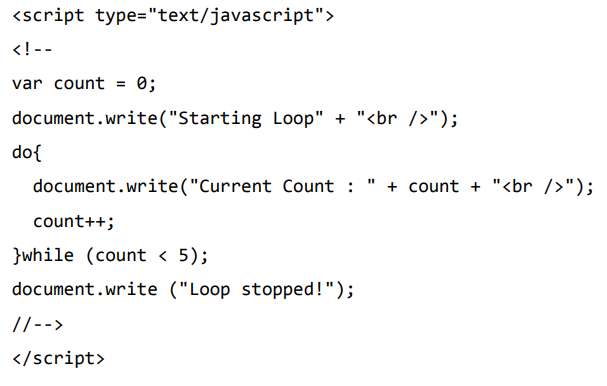 <script type="text/javascript">
<!--
var count = 0;
document.write("Starting Loop" + "<br />");
do{
  document.write("Current Count : " + count + "<br />");
  count++;
}while (count < 5);
document.write ("Loop stopped!");
//-->
</script>